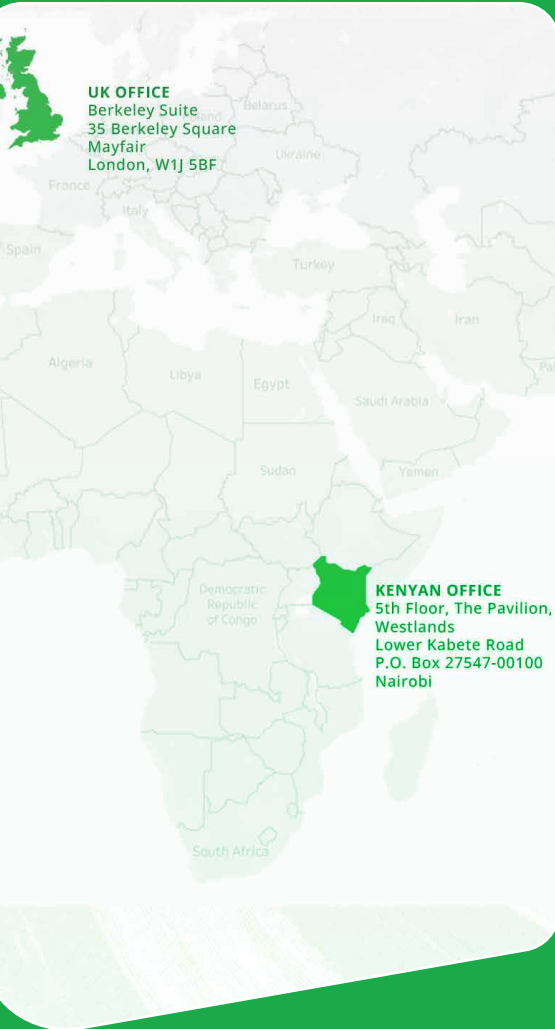 UK OFFICE
Berkeley Suite
35 Berkeley Square
Mayfair
London, W1J 5BF
Belarus
Ukraine
France
Italy
Spain
Turkey
Iraq
Iran
Algeria
Libya
Egypt
Saudi Arabia
Sudan
Yemen
Democratic
Republic
of Congo
KENYAN OFFICE
5th Floor, The Pavilion,
Westlands
Lower Kabete Road
P.O. Box 27547-00100
Nairobi
South Africa